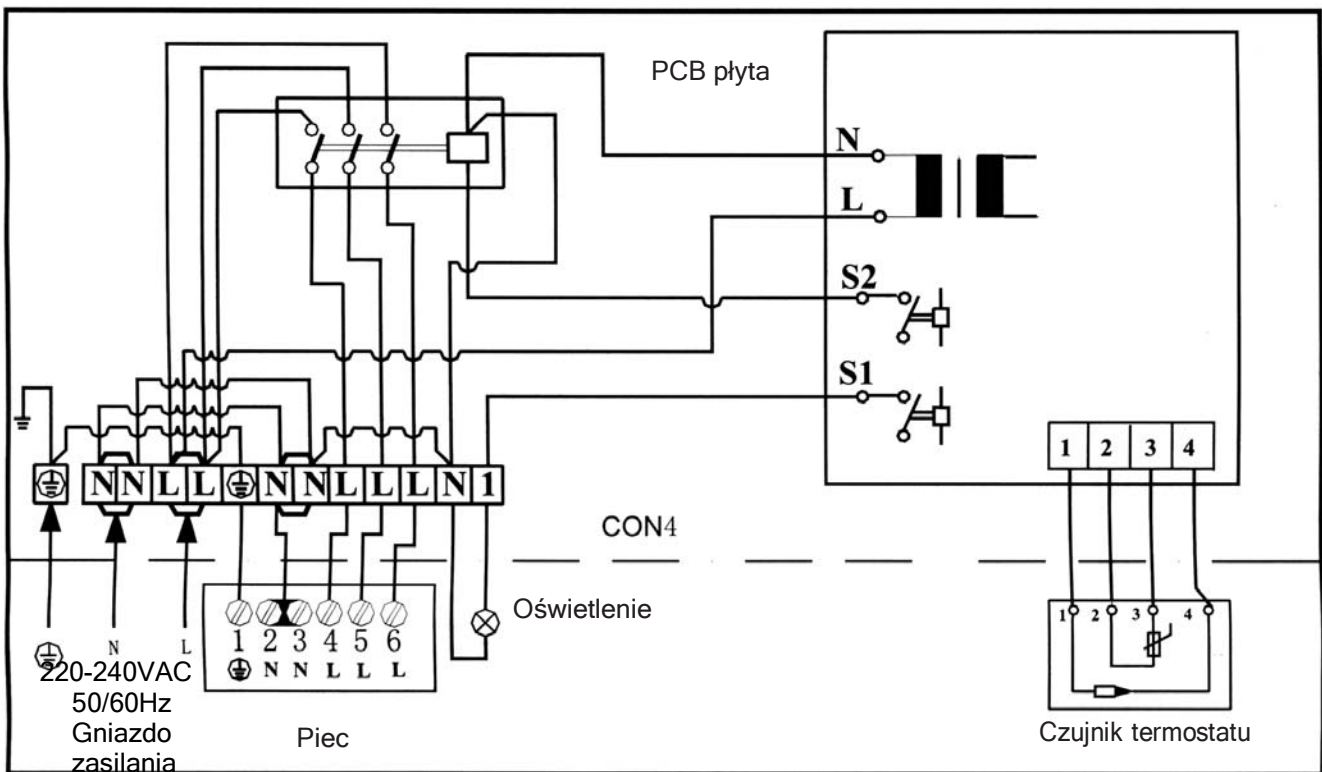 PCB płyta
N
L
S2
S1
1 2 3 4
N N L L N N L L L N 1
CON4
1 2 3 4
Oświetlenie
1 2 3 4 5 6
N N L L L
N L
220-240VAC
50/60Hz
Gniazdo
zasilania
Piec
Czujnik termostatu